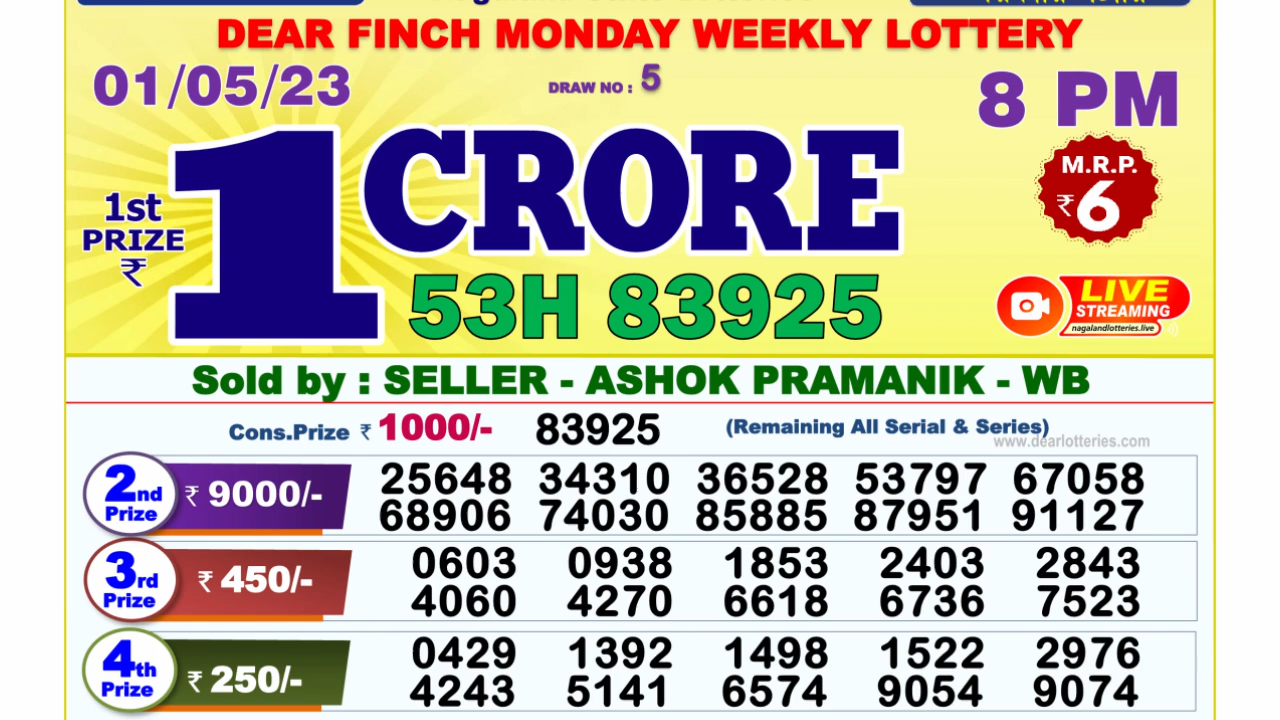 DEAR FINCH MONDAY WEEKLY LOTTERY
01/05/23
DRAW NO : 5
8 PM
1st
PRIZE
₹
1 CRORE
53H 83925
M.R.P.
₹6
LIVE
STREAMING
nagalandlotteries.live
Sold by : SELLER - ASHOK PRAMANIK - WB
Cons.Prize ₹ 1000/- 83925 (Remaining All Serial & Series)
www.dearlotteries.com
2nd Prize ₹ 9000/-
25648 34310 36528 53797 67058
68906 74030 85885 87951 91127
3rd Prize ₹ 450/-
0603 0938 1853 2403 2843
4060 4270 6618 6736 7523
4th Prize ₹ 250/-
0429 1392 1498 1522 2976
4243 5141 6574 9054 9074